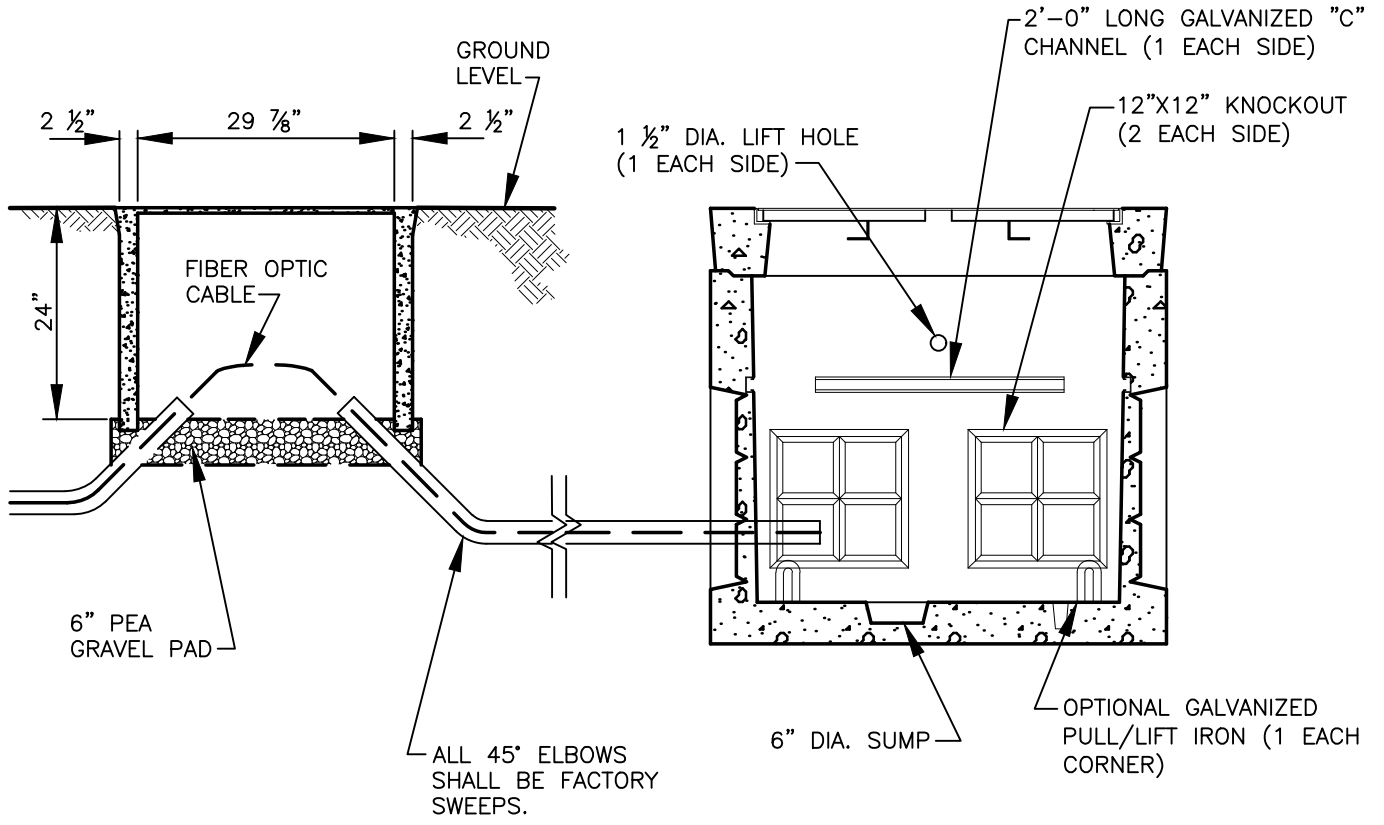 2'-0" LONG GALVANIZED "C"
CHANNEL (1 EACH SIDE)
GROUND
LEVEL
12"X12" KNOCKOUT
(2 EACH SIDE)
2 ½"
29 ⅞"
2 ½"
1 ½" DIA. LIFT HOLE
(1 EACH SIDE)
FIBER OPTIC
CABLE
24"
6" PEA
GRAVEL PAD
ALL 45° ELBOWS
SHALL BE FACTORY
SWEEPS.
6" DIA. SUMP
OPTIONAL GALVANIZED
PULL/LIFT IRON (1 EACH
CORNER)